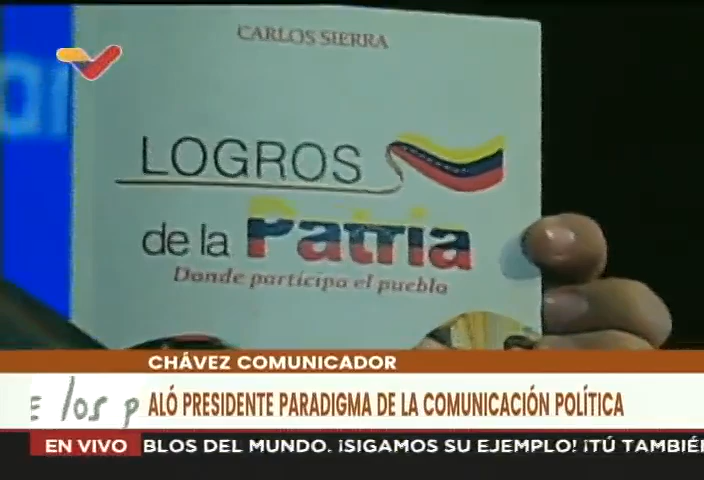 CARLOS SIERRA
LOGROS
de la Patria
Donde participa el pueblo
CHÁVEZ COMUNICADOR
los p
ALÓ PRESIDENTE PARADIGMA DE LA COMUNICACIÓN POLÍTICA
EN VIVO BLOS DEL MUNDO. ¡SIGAMOS SU EJEMPLO! ¡TÚ TAMBIÉ